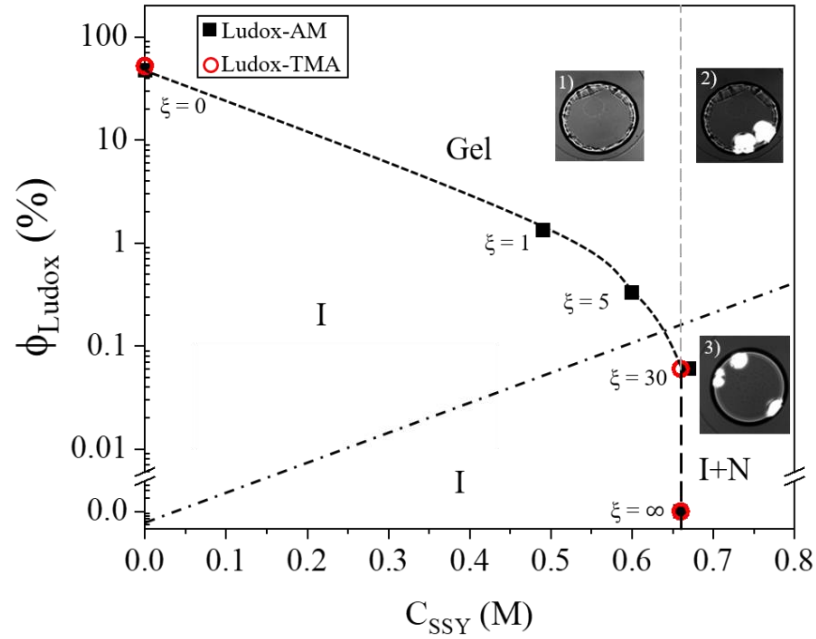 Ludox-AM
Ludox-TMA
100
10
1
0.1
0.01
0.0
ϕLudox (%)
ξ = 0
Gel
1)
2)
ξ = 1
I
ξ = 5
3)
ξ = 30
I
I+N
ξ = ∞
0.0 0.1 0.2 0.3 0.4 0.5 0.6 0.7 0.8
CSSY (M)